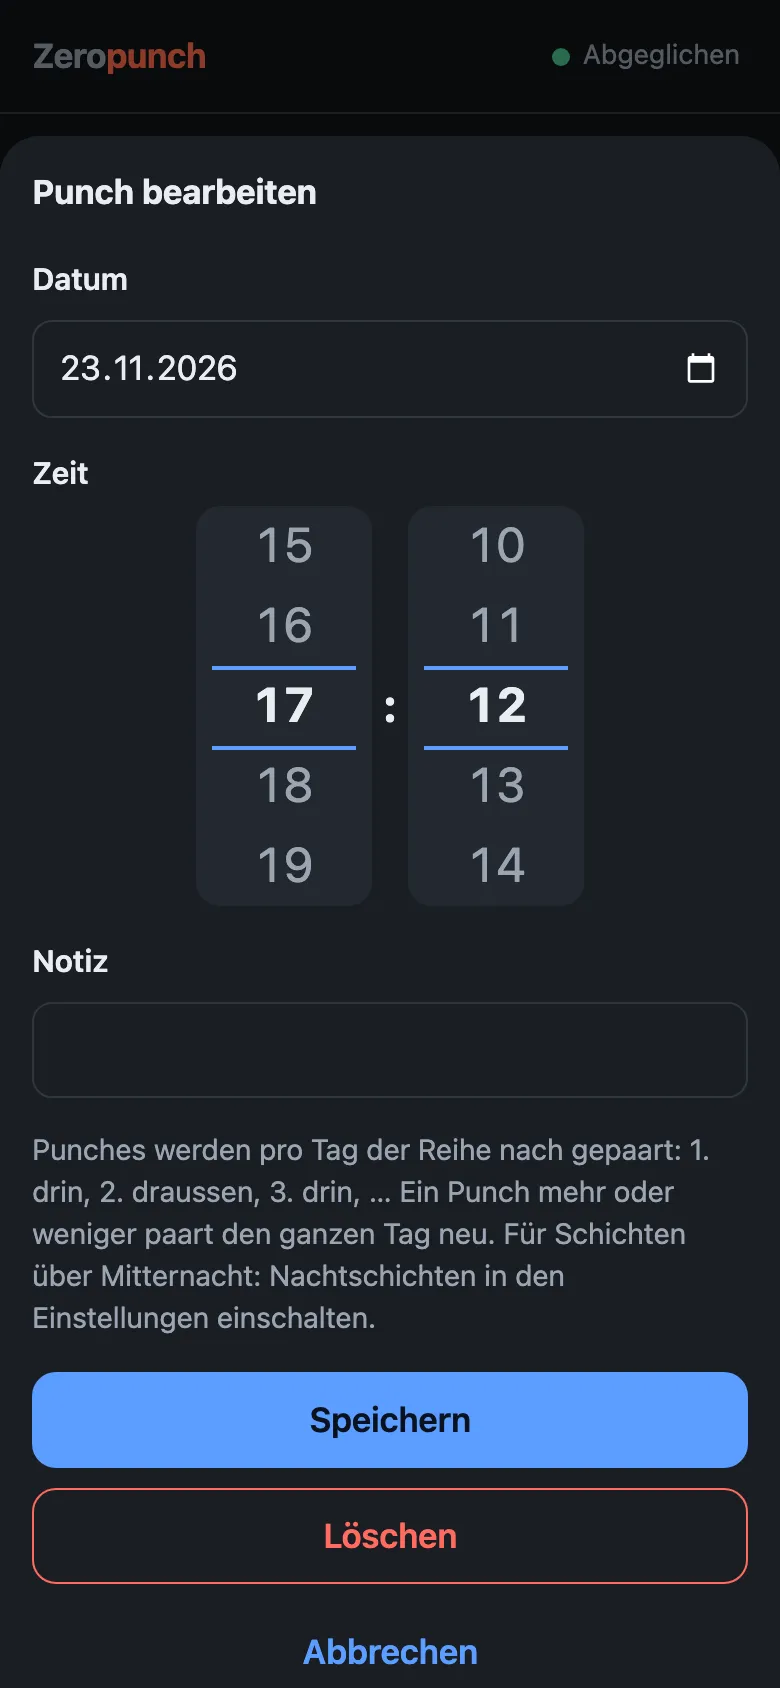 Zeropunch
Abgeglichen
Punch bearbeiten
Datum
23.11.2026
Zeit
15 10
16 11
17 : 12
18 13
19 14
Notiz
Punches werden pro Tag der Reihe nach gepaart: 1.
drin, 2. draussen, 3. drin, … Ein Punch mehr oder
weniger paart den ganzen Tag neu. Für Schichten
über Mitternacht: Nachtschichten in den
Einstellungen einschalten.
Speichern
Löschen
Abbrechen